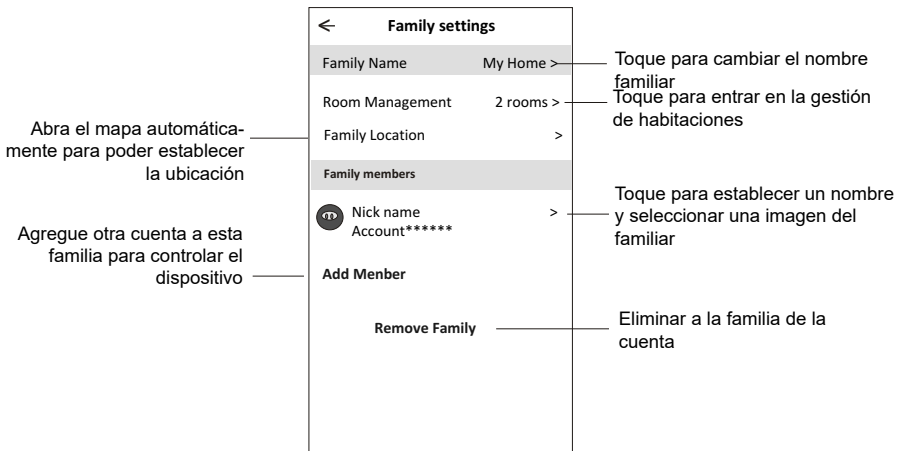 Family settings
Family Name
My Home >
Toque para cambiar el nombre
familiar
Room Management
2 rooms >
Toque para entrar en la gestión
de habitaciones
Abra el mapa automática-
mente para poder establecer
la ubicación
Family Location
>
Family members
Nick name
>
Account******
Toque para establecer un nombre
y seleccionar una imagen del
familiar
Agregue otra cuenta a esta
familia para controlar el
dispositivo
Add Menber
Remove Family
Eliminar a la familia de la
cuenta